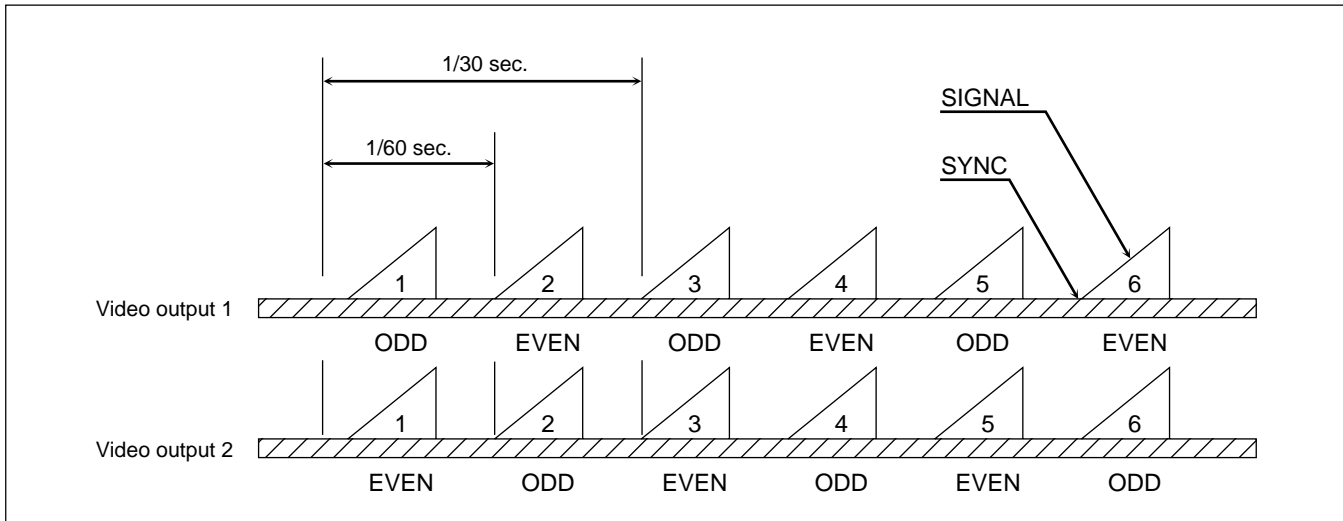 1/30 sec.
SIGNAL
1/60 sec.
SYNC
1 2 3 4 5 6
Video output 1
ODD EVEN ODD EVEN ODD EVEN
1 2 3 4 5 6
Video output 2
EVEN ODD EVEN ODD EVEN ODD